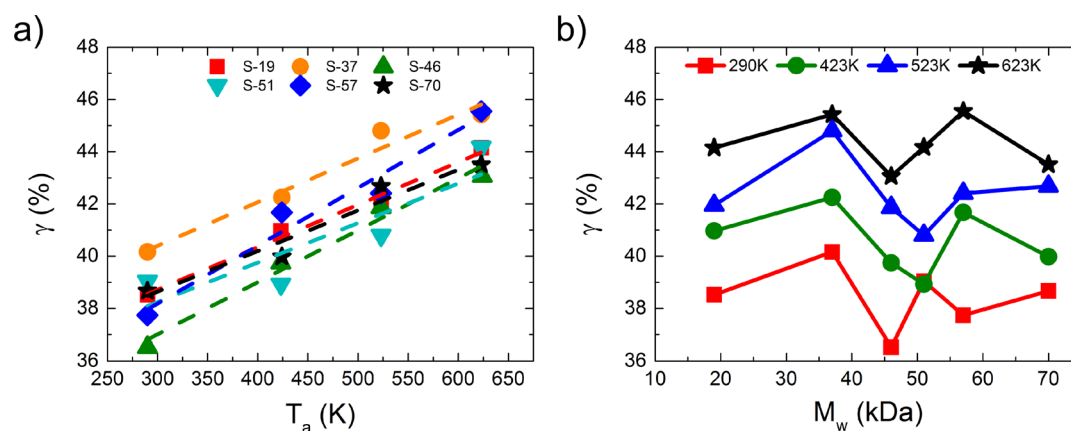 a)
48
46
44
42
40
38
36
γ (%)
S-19 S-37 S-46
S-51 S-57 S-70
250 300 350 400 450 500 550 600 650
Ta (K)
b)
48
46
44
42
40
38
36
γ (%)
290K 423K 523K 623K
10 20 30 40 50 60 70
Mw (kDa)